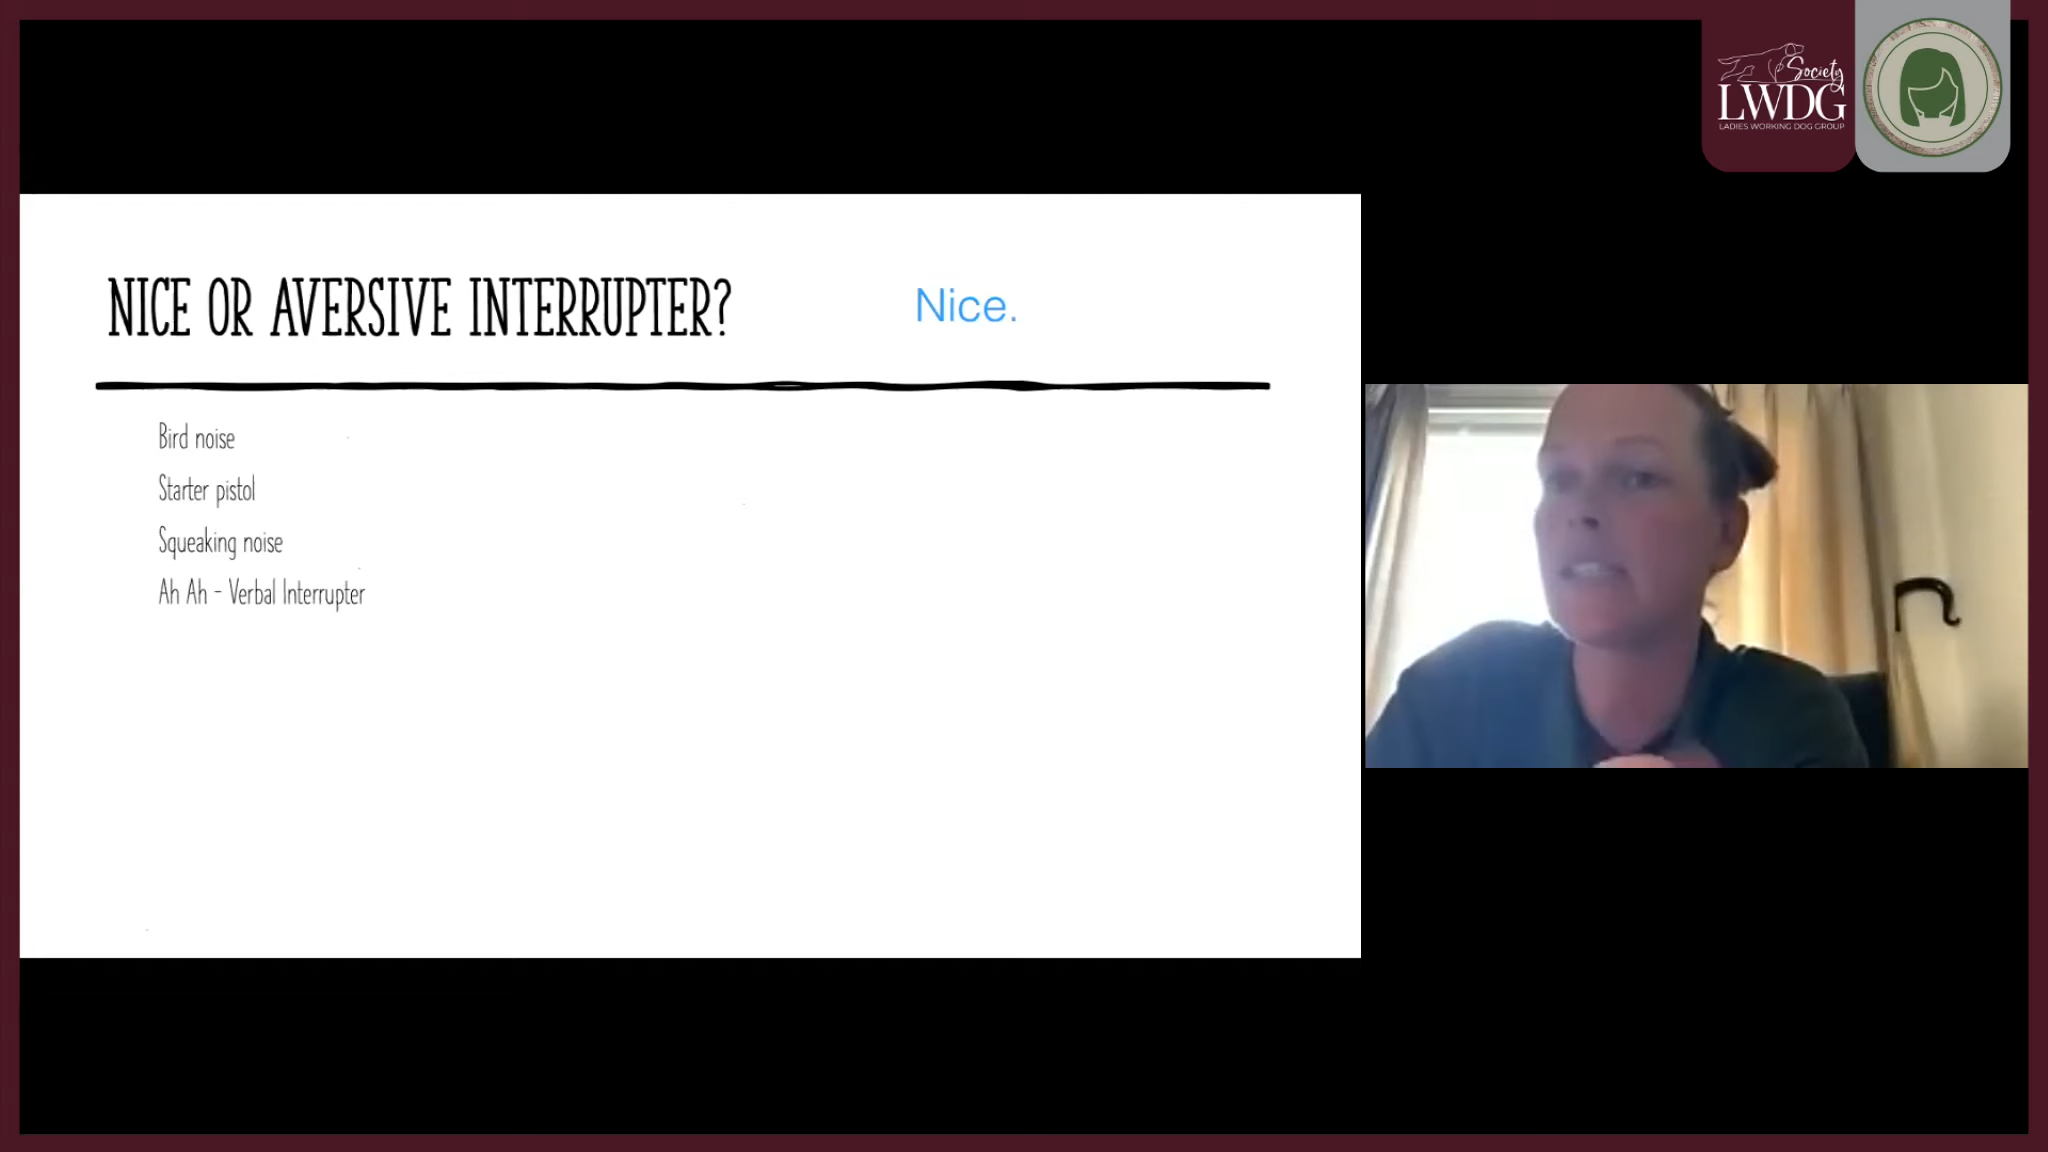 Society
LWDG
LADIES WORKING DOG GROUP
NICE OR AVERSIVE INTERRUPTER?
Nice.
Bird noise
Starter pistol
Squeaking noise
Ah Ah - Verbal Interrupter